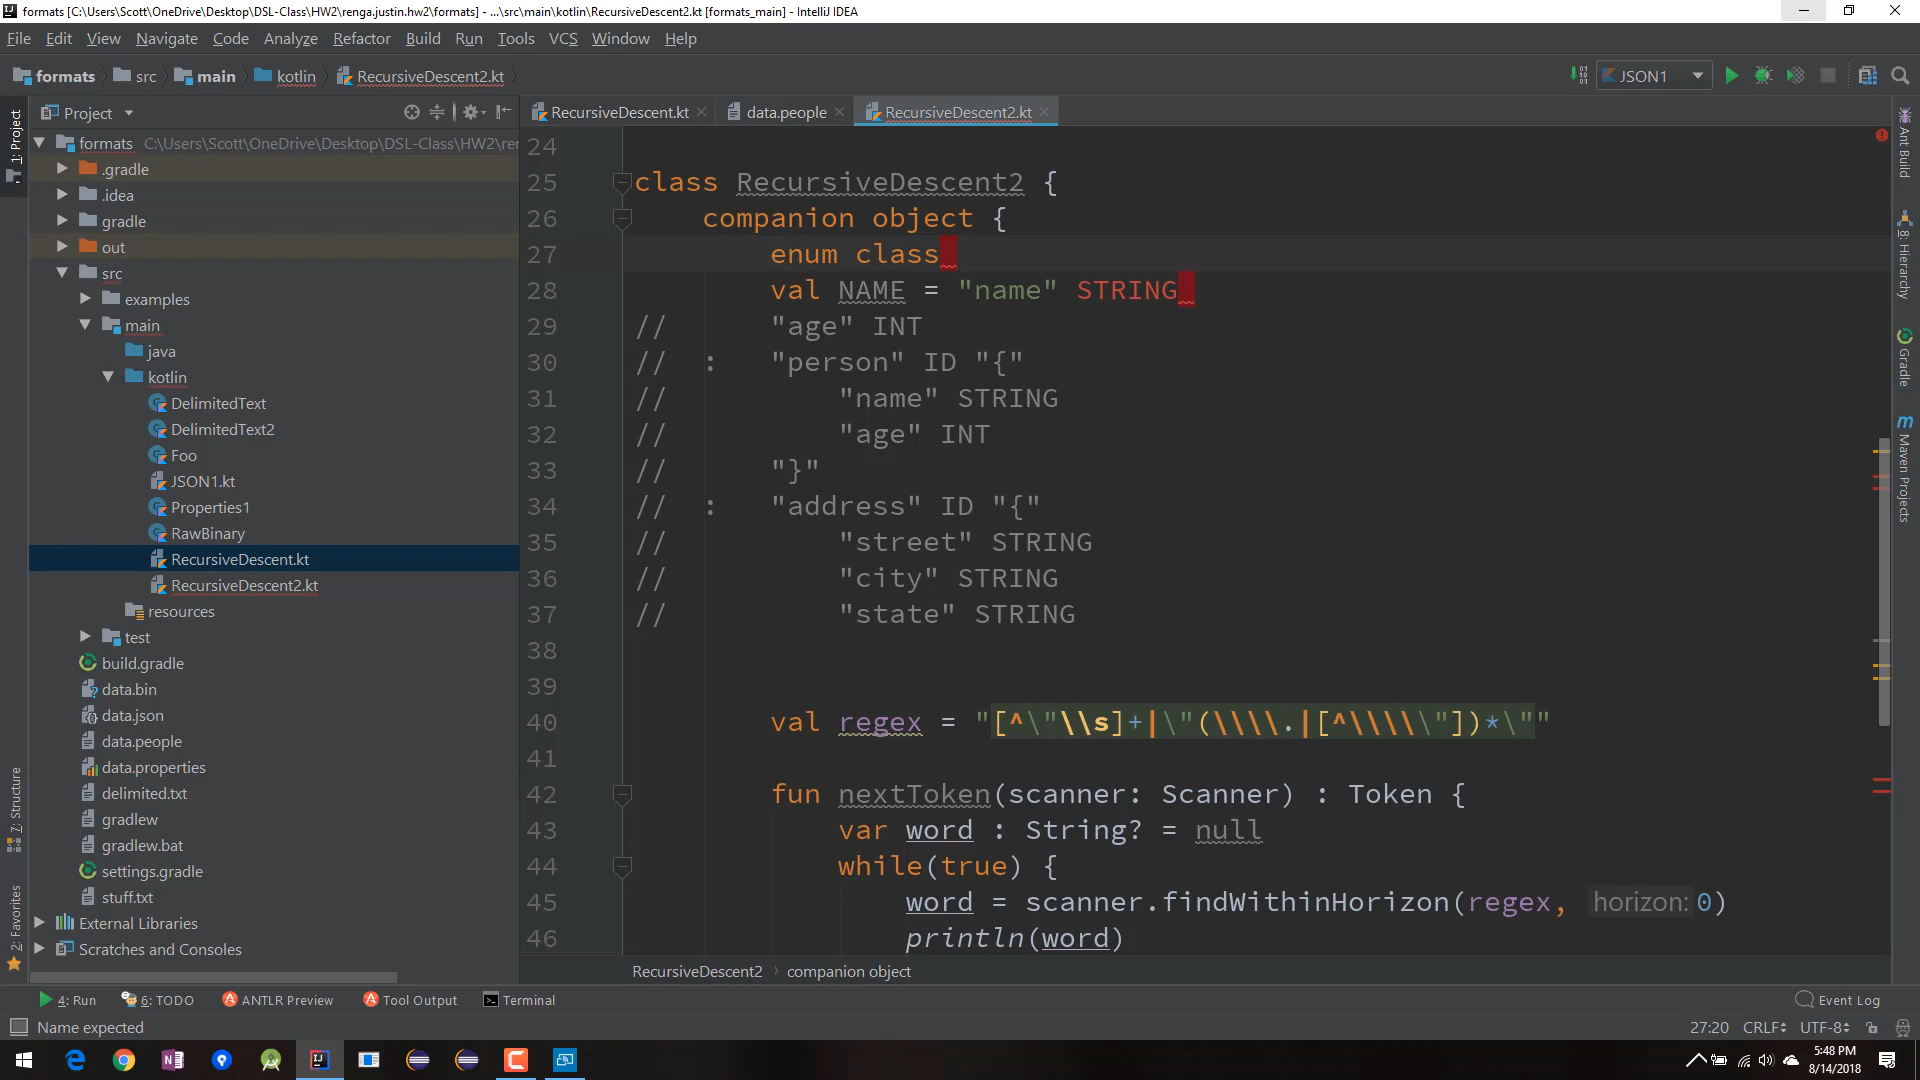 formats [C:\Users\Scott\OneDrive\Desktop\DSL-Class\HW2\renga.justin.hw2\formats] - ...\src\main\kotlin\RecursiveDescent2.kt [formats_main] - IntelliJ IDEA
File Edit View Navigate Code Analyze Refactor Build Run Tools VCS Window Help
formats src main kotlin RecursiveDescent2.kt JSON1
Project RecursiveDescent.kt data.people RecursiveDescent2.kt
1: Project
7: Structure
2: Favorites
formats C:\Users\Scott\OneDrive\Desktop\DSL-Class\HW2\rer
.gradle
.idea
gradle
out
src
examples
main
java
kotlin
DelimitedText
DelimitedText2
Foo
JSON1.kt
Properties1
RawBinary
RecursiveDescent.kt
RecursiveDescent2.kt
resources
test
build.gradle
data.bin
data.json
data.people
data.properties
delimited.txt
gradlew
gradlew.bat
settings.gradle
stuff.txt
External Libraries
Scratches and Consoles
24
25 class RecursiveDescent2 {
26 companion object {
27 enum class
28 val NAME = "name" STRING
29 // "age" INT
30 // : "person" ID "{"
31 // "name" STRING
32 // "age" INT
33 // "}"
34 // : "address" ID "{"
35 // "street" STRING
36 // "city" STRING
37 // "state" STRING
38
39
40 val regex = "[^\"\\s]+|\"(\\\\.|[^\\\\\"])*\""
41
42 fun nextToken(scanner: Scanner) : Token {
43 var word : String? = null
44 while(true) {
45 word = scanner.findWithinHorizon(regex, horizon: 0)
46 println(word)
RecursiveDescent2 › companion object
Ant Build
8: Hierarchy
Gradle
m Maven Projects
4: Run 6: TODO ANTLR Preview Tool Output Terminal Event Log
Name expected 27:20 CRLF UTF-8
5:48 PM
8/14/2018